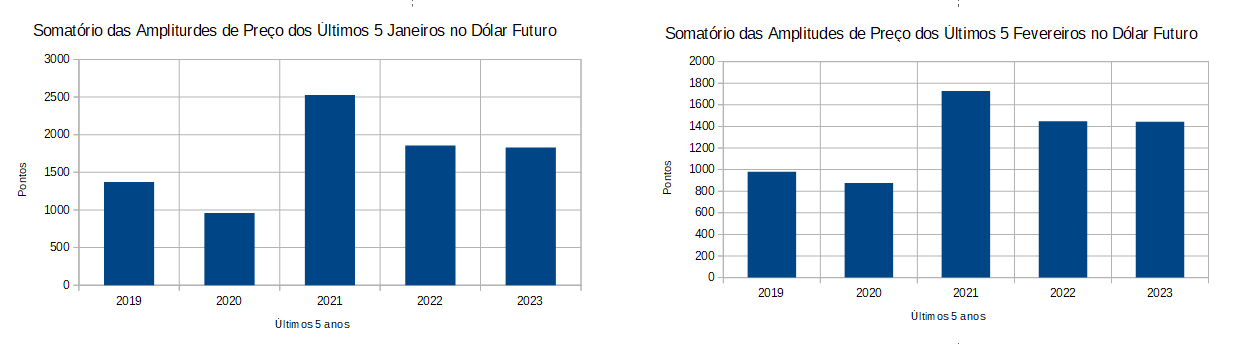 Somatório das Ampliturdes de Preço dos Últimos 5 Janeiros no Dólar Futuro
3000
2500
2000
1500
1000
500
0
Pontos
2019 2020 2021 2022 2023
Últimos 5 anos
Somatório das Amplitudes de Preço dos Últimos 5 Fevereiros no Dólar Futuro
2000
1800
1600
1400
1200
1000
800
600
400
200
0
Pontos
2019 2020 2021 2022 2023
Últimos 5 anos